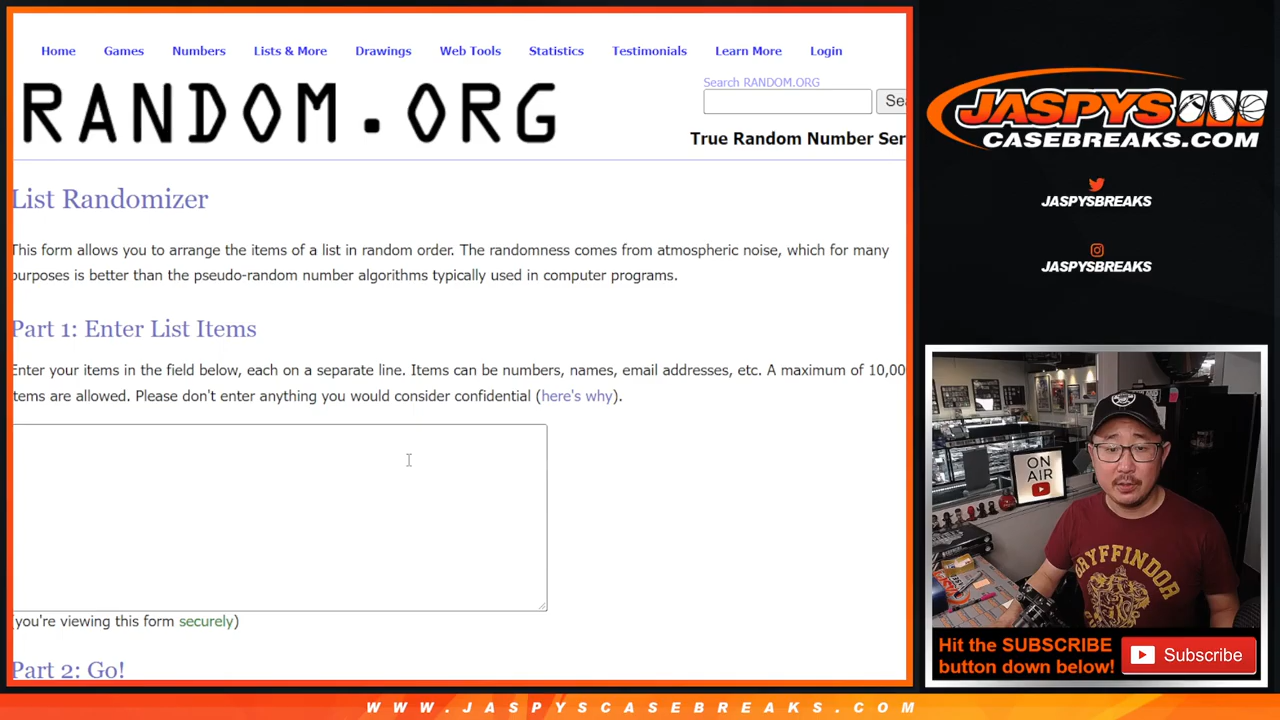 Home Games Numbers Lists & More Drawings Web Tools Statistics Testimonials Learn More Login
RANDOM.ORG
Search RANDOM.ORG
Sea
True Random Number Ser
List Randomizer
This form allows you to arrange the items of a list in random order. The randomness comes from atmospheric noise, which for many
purposes is better than the pseudo-random number algorithms typically used in computer programs.
Part 1: Enter List Items
Enter your items in the field below, each on a separate line. Items can be numbers, names, email addresses, etc. A maximum of 10,00
items are allowed. Please don't enter anything you would consider confidential (here's why).
(you're viewing this form securely)
Part 2: Go!
JASPYS
CASEBREAKS.COM
JASPYSBREAKS
JASPYSBREAKS
ON
AIR
GRYFFINDOR
Hit the SUBSCRIBE
button down below!
Subscribe
WWW.JASPYSCASEBREAKS.COM